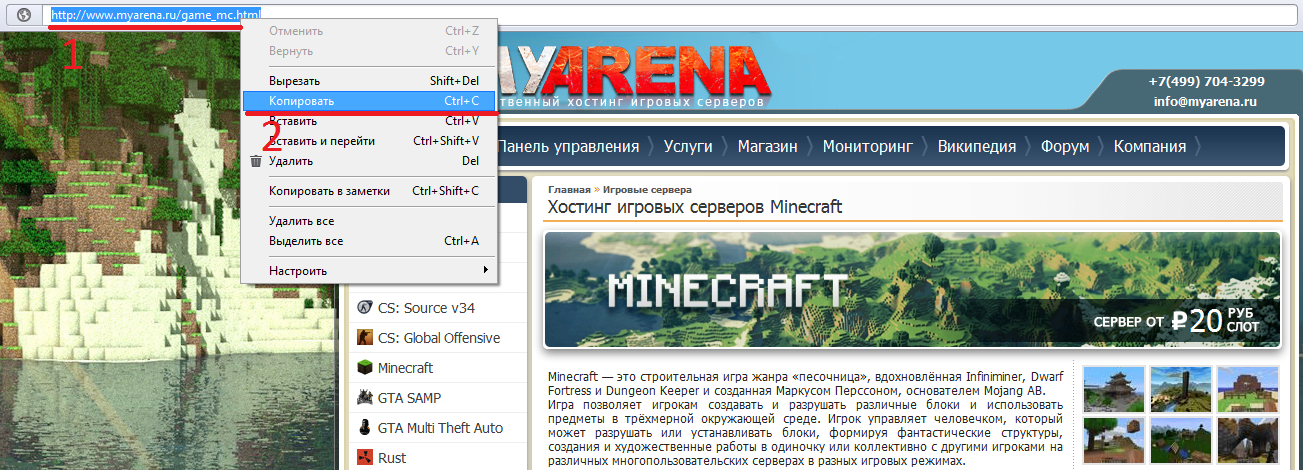 http://www.myarena.ru/game_mc.html
1
Отменить Ctrl+Z
Вернуть Ctrl+Y
Вырезать Shift+Del
Копировать Ctrl+C
2
Вставить Ctrl+V
Вставить и перейти Ctrl+Shift+V
Удалить Del
Копировать в заметки Ctrl+Shift+C
Удалить все
Выделить все Ctrl+A
Настроить
MYARENA
ственный хостинг игровых серверов
+7(499) 704-3299
info@myarena.ru
Панель управления Услуги Магазин Мониторинг Википедия Форум Компания
CS: Source v34
CS: Global Offensive
Minecraft
GTA SAMP
GTA Multi Theft Auto
Rust
Главная » Игровые сервера
Хостинг игровых серверов Minecraft
MINECRAFT
СЕРВЕР ОТ ₽20 РУБ
СЛОТ
Minecraft — это строительная игра жанра «песочница», вдохновлённая Infiniminer, Dwarf
Fortress и Dungeon Keeper и созданная Маркусом Перссоном, основателем Mojang AB.
Игра позволяет игрокам создавать и разрушать различные блоки и использовать
предметы в трёхмерной окружающей среде. Игрок управляет человечком, который
может разрушать или устанавливать блоки, формируя фантастические структуры,
создания и художественные работы в одиночку или коллективно с другими игроками на
различных многопользовательских серверах в разных игровых режимах.